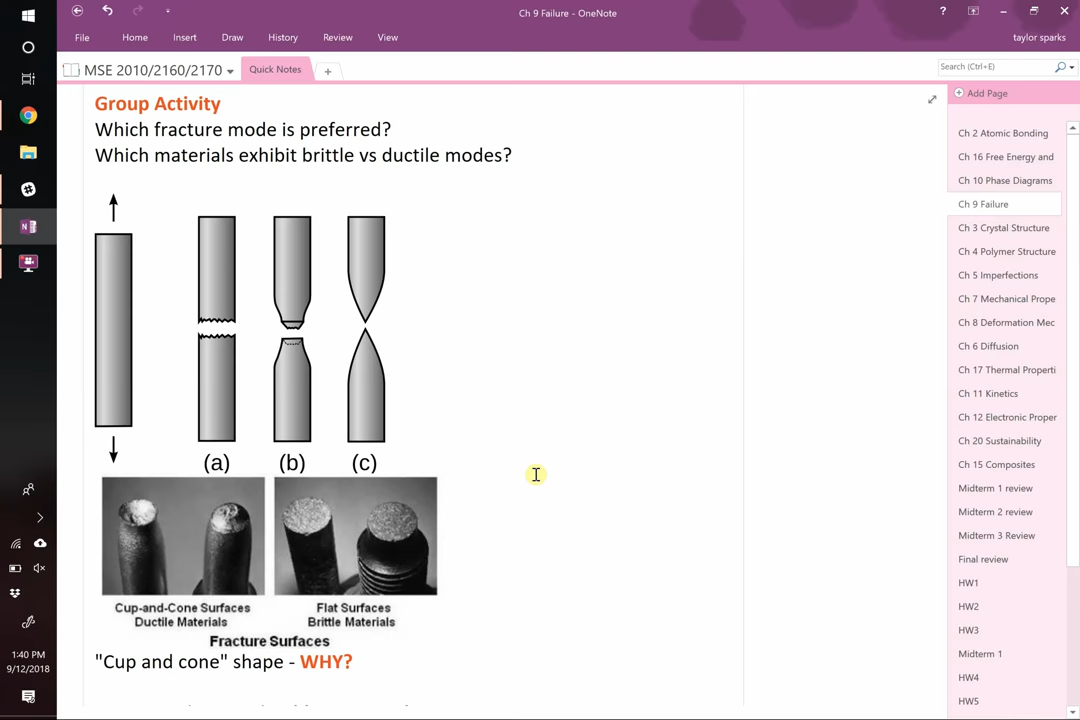 Ch 9 Failure - OneNote
?
File Home Insert Draw History Review View
taylor sparks
MSE 2010/2160/2170
Quick Notes
+
Search (Ctrl+E)
Add Page
Group Activity
Which fracture mode is preferred?
Which materials exhibit brittle vs ductile modes?
(a) (b) (c)
Cup-and-Cone Surfaces
Ductile Materials
Flat Surfaces
Brittle Materials
Fracture Surfaces
"Cup and cone" shape - WHY?
Ch 2 Atomic Bonding
Ch 16 Free Energy and
Ch 10 Phase Diagrams
Ch 9 Failure
Ch 3 Crystal Structure
Ch 4 Polymer Structure
Ch 5 Imperfections
Ch 7 Mechanical Prope
Ch 8 Deformation Mec
Ch 6 Diffusion
Ch 17 Thermal Properti
Ch 11 Kinetics
Ch 12 Electronic Proper
Ch 20 Sustainability
Ch 15 Composites
Midterm 1 review
Midterm 2 review
Midterm 3 Review
Final review
HW1
HW2
HW3
Midterm 1
HW4
HW5
N
1:40 PM
9/12/2018